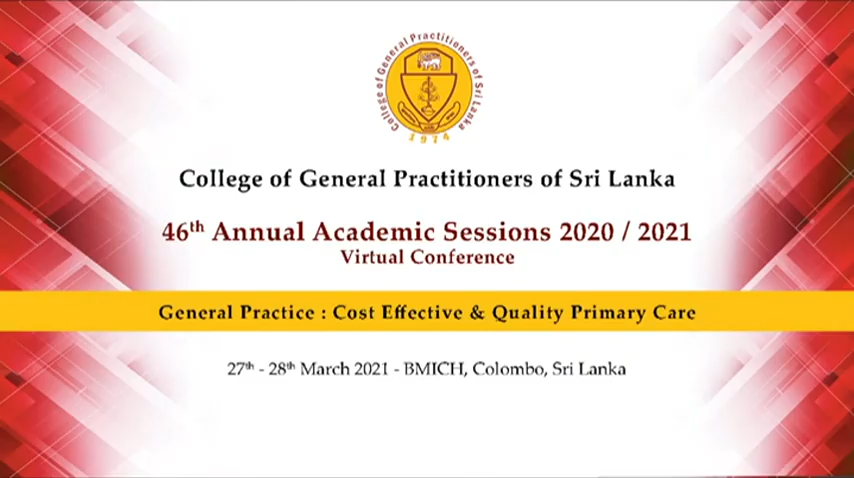 College of General Practitioners of Sri Lanka
1974
College of General Practitioners of Sri Lanka
46th Annual Academic Sessions 2020 / 2021
Virtual Conference
General Practice : Cost Effective & Quality Primary Care
27th - 28th March 2021 - BMICH, Colombo, Sri Lanka